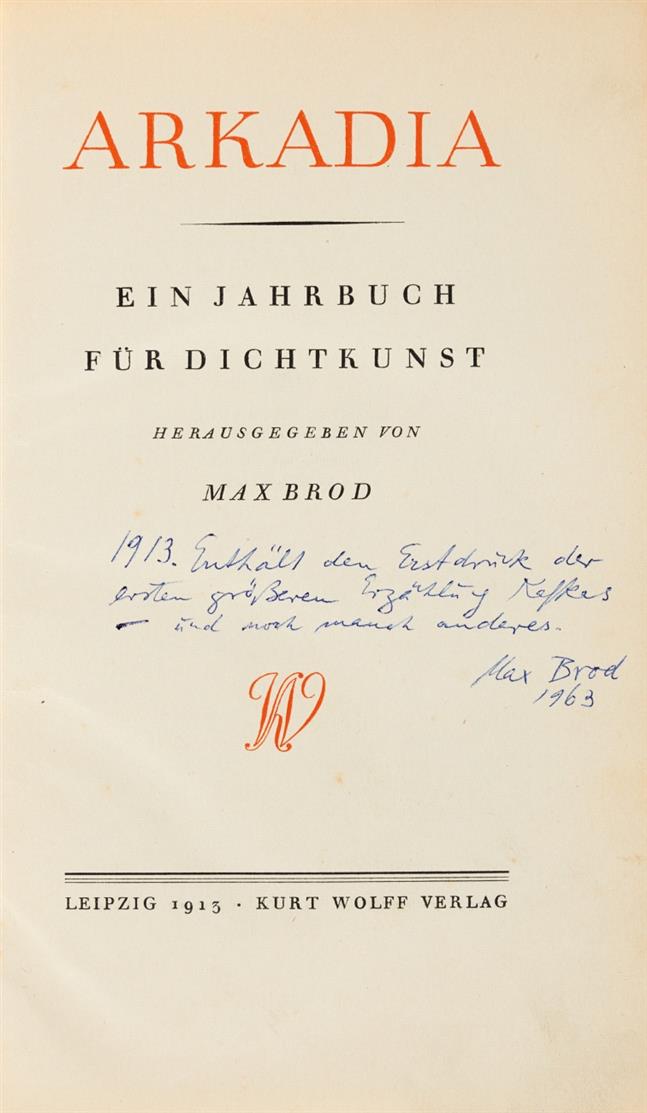 ARKADIA
EIN JAHRBUCH
FÜR DICHTKUNST
HERAUSGEGEBEN VON
MAX BROD
1913. Enthält den Erstdruck der
ersten größeren Erzählung Kafkas
– und noch manch anderes.
Max Brod
1963
KW
LEIPZIG 1913 · KURT WOLFF VERLAG